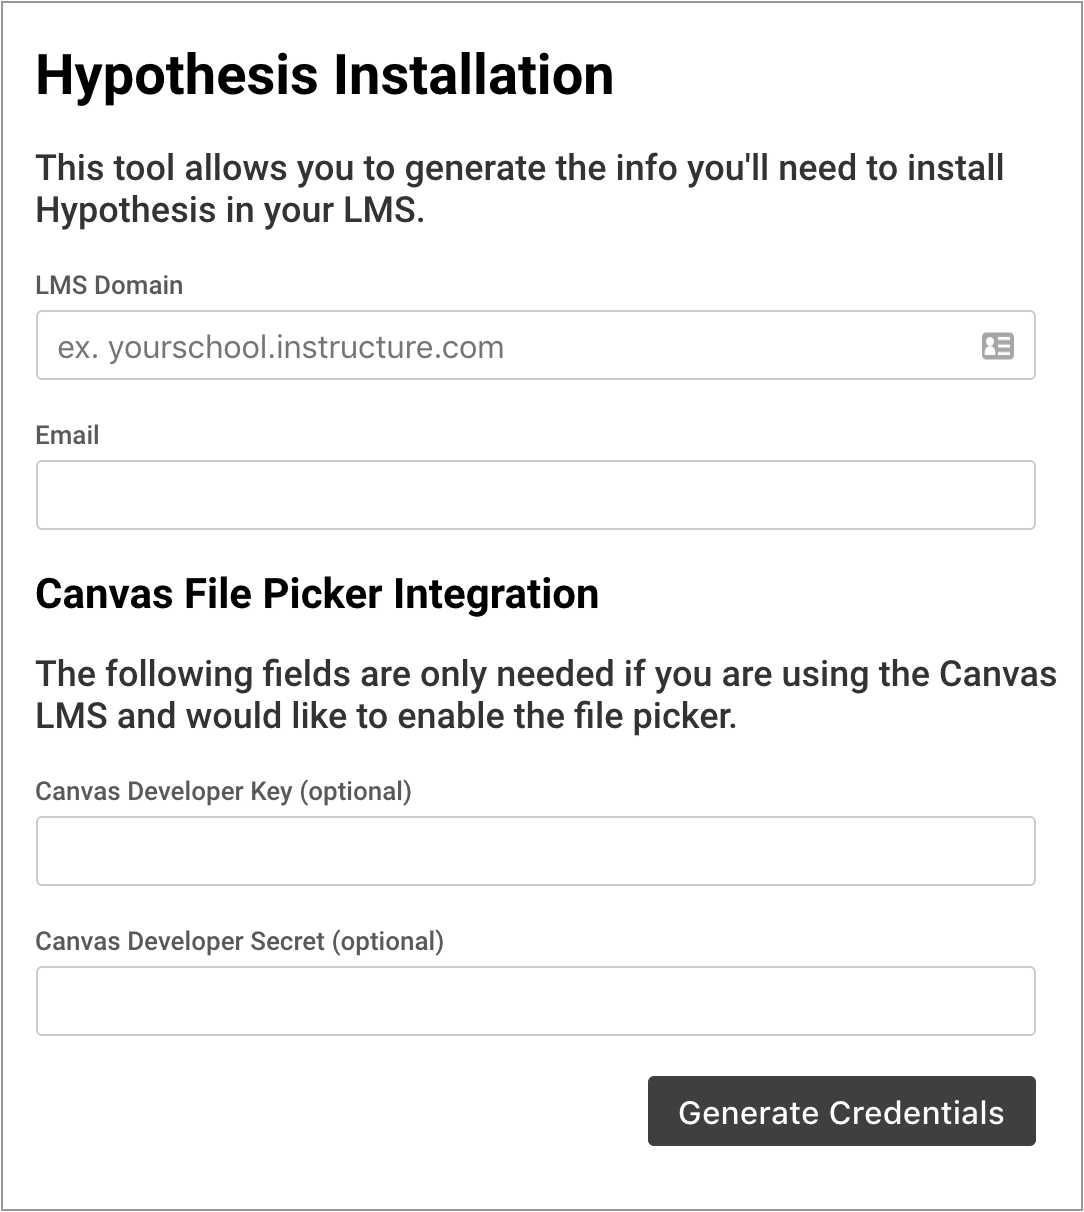 Hypothesis Installation
This tool allows you to generate the info you'll need to install
Hypothesis in your LMS.
LMS Domain
ex. yourschool.instructure.com
Email
Canvas File Picker Integration
The following fields are only needed if you are using the Canvas
LMS and would like to enable the file picker.
Canvas Developer Key (optional)
Canvas Developer Secret (optional)
Generate Credentials